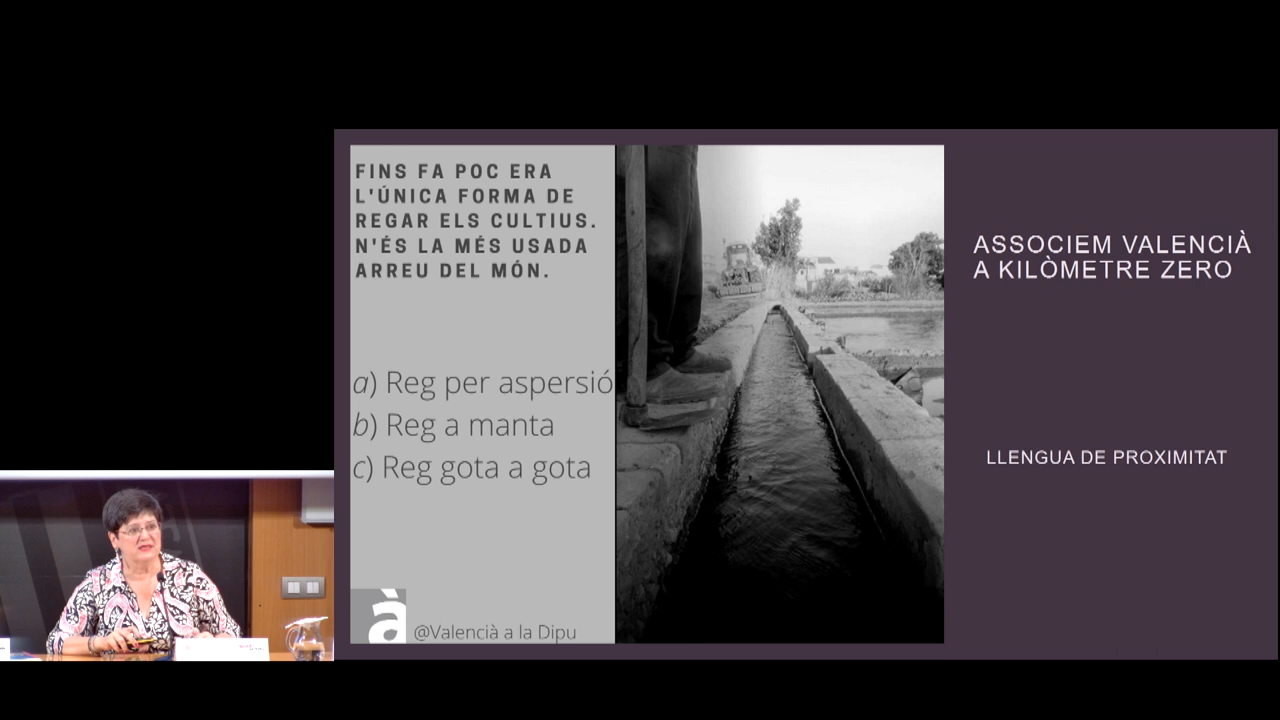 FINS FA POC ERA
L'ÚNICA FORMA DE
REGAR ELS CULTIUS.
N'ÉS LA MÉS USADA
ARREU DEL MÓN.
a) Reg per aspersió
b) Reg a manta
c) Reg gota a gota
à
@Valencià a la Dipu
ASSOCIEM VALENCIÀ
A KILÒMETRE ZERO
LLENGUA DE PROXIMITAT